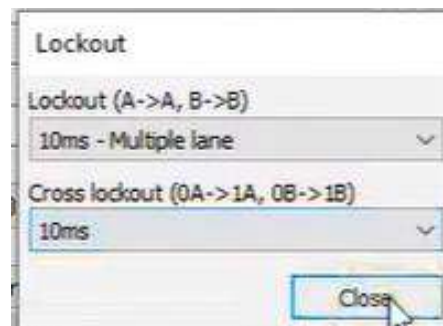 Lockout
Lockout (A->A, B->B)
10ms - Multiple lane
Cross lockout (0A->1A, 0B->1B)
10ms
Close